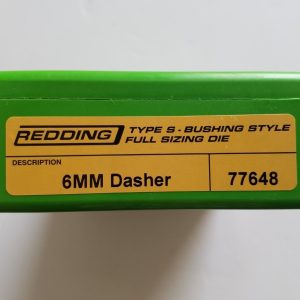 REDDING TYPE S - BUSHING STYLE
FULL SIZING DIE
DESCRIPTION
6MM Dasher 77648